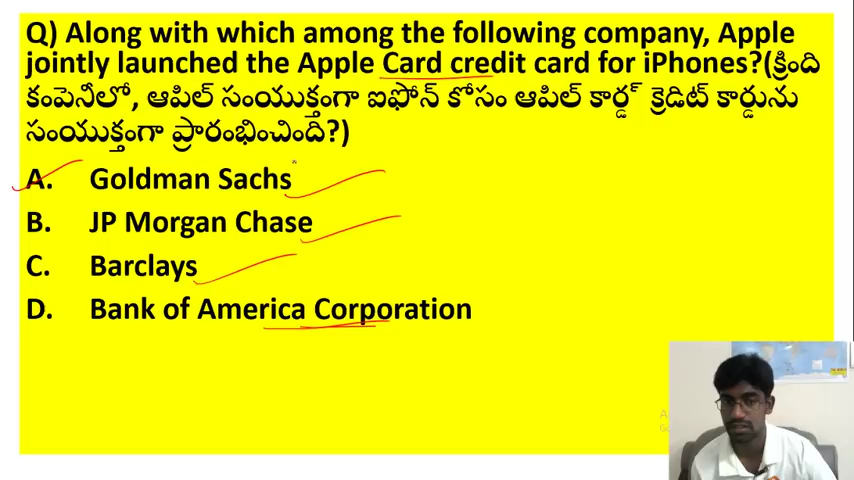 Q) Along with which among the following company, Apple
jointly launched the Apple Card credit card for iPhones?(క్రింది
కంపెనీలో, ఆపిల్ సంయుక్తంగా ఐఫోన్ కోసం ఆపిల్ కార్డ్ క్రెడిట్ కార్డును
సంయుక్తంగా ప్రారంభించింది?)
A. Goldman Sachs
B. JP Morgan Chase
C. Barclays
D. Bank of America Corporation